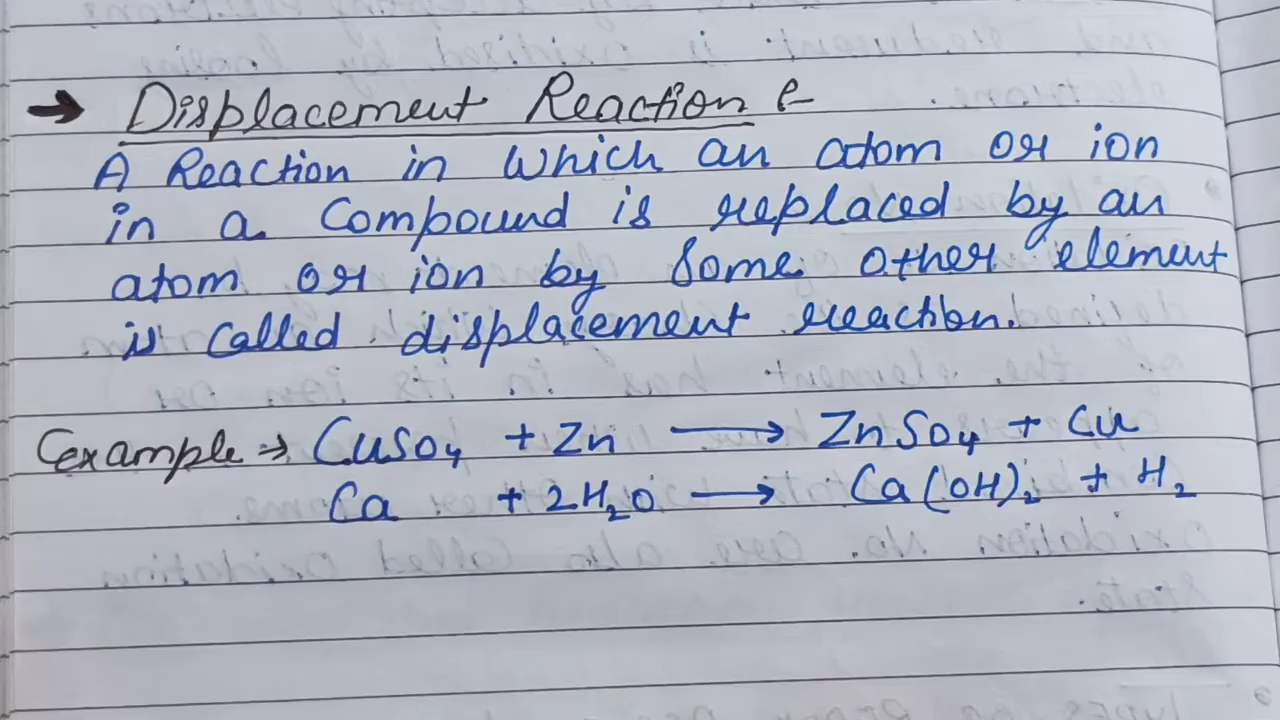 → Displacement Reaction :-
A Reaction in which an atom or ion
in a Compound is replaced by an
atom or ion by Some other element
is called displacement reaction.
Example ⇒ CuSO₄ + Zn ⟶ ZnSO₄ + Cu
Ca + 2H₂O ⟶ Ca(OH)₂ + H₂